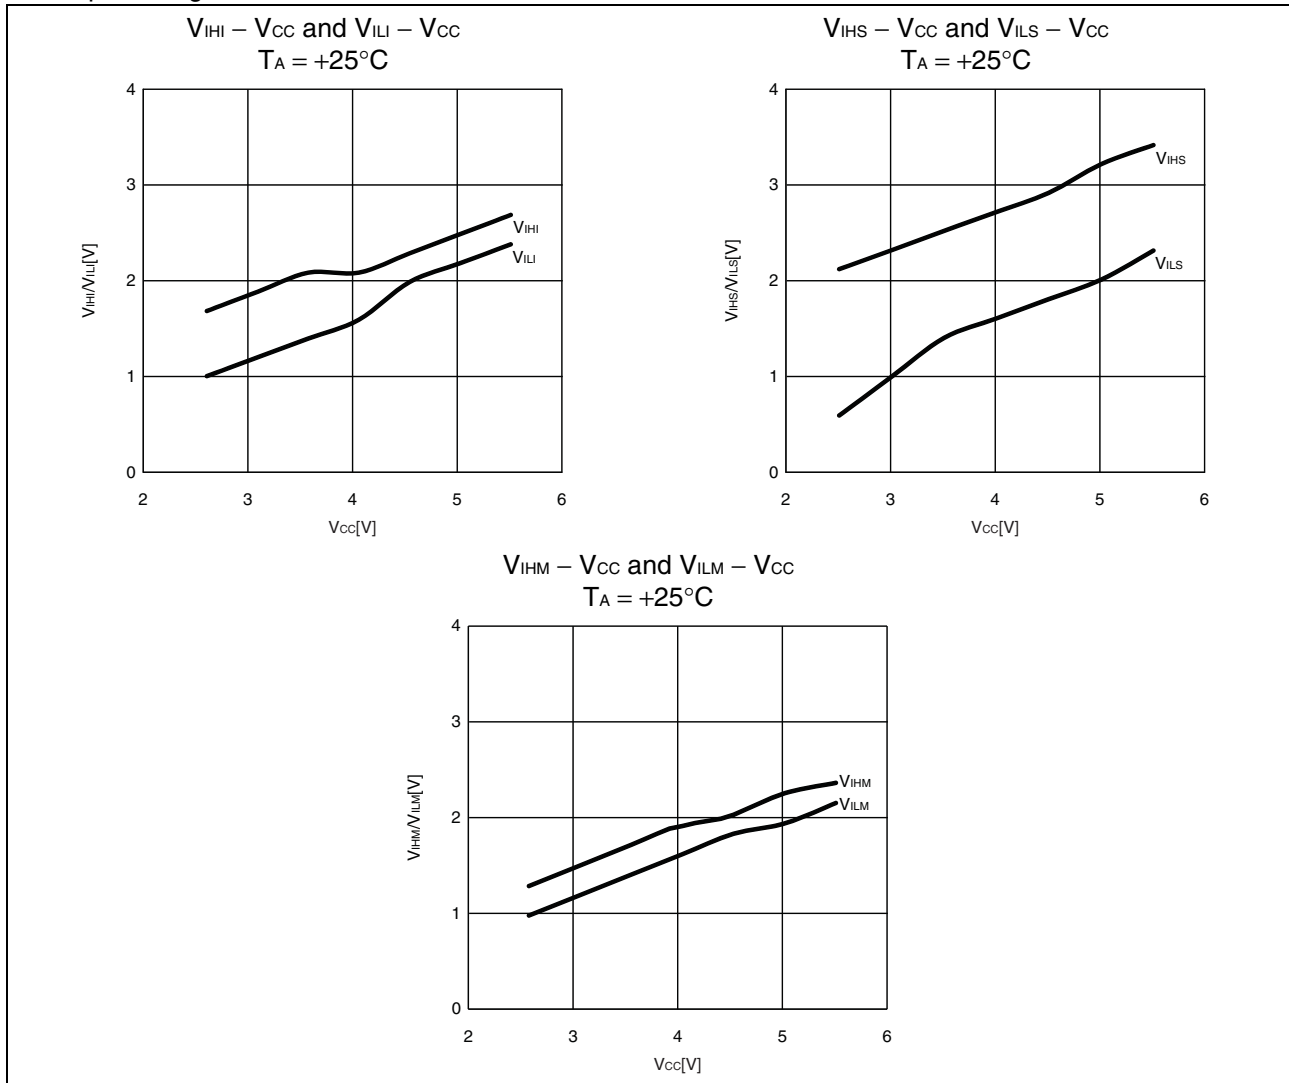 VIHI – VCC and VILI – VCC
TA = +25°C
4
3
2
1
0
2 3 4 5 6
VIHI/VILI[V]
VCC[V]
VIHI
VILI
VIHS – VCC and VILS – VCC
TA = +25°C
4
3
2
1
0
2 3 4 5 6
VIHS/VILS[V]
VCC[V]
VIHS
VILS
VIHM – VCC and VILM – VCC
TA = +25°C
4
3
2
1
0
2 3 4 5 6
VIHM/VILM[V]
VCC[V]
VIHM
VILM